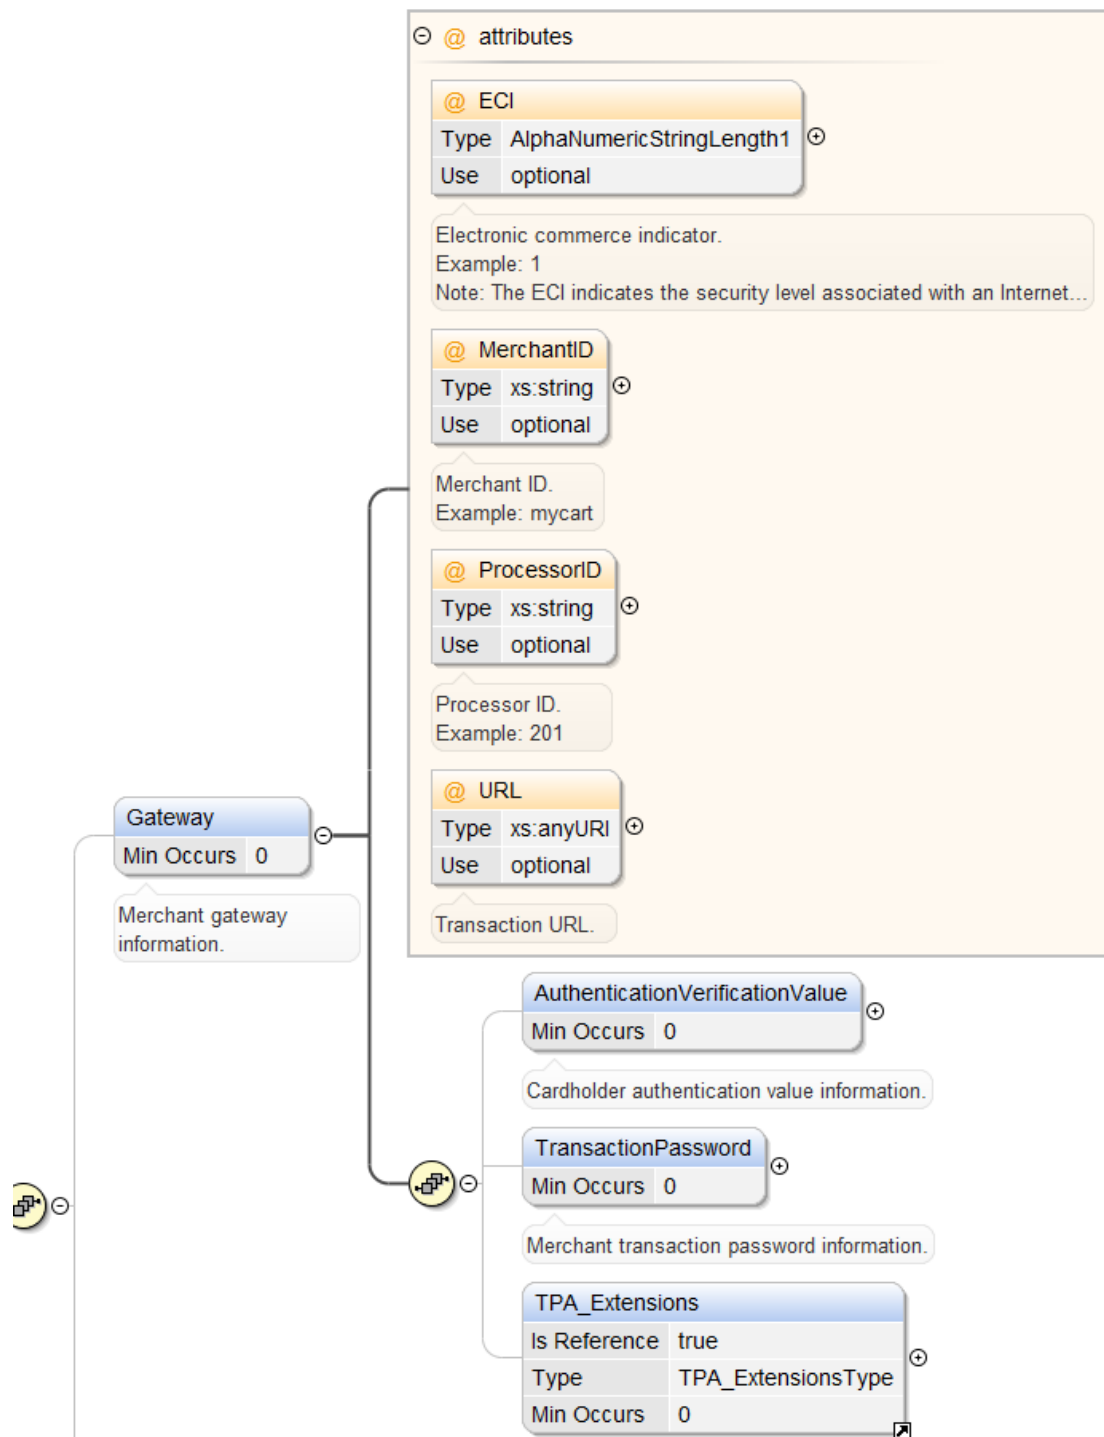 @ attributes
@ ECI
Type AlphaNumericStringLength1
Use optional
Electronic commerce indicator.
Example: 1
Note: The ECI indicates the security level associated with an Internet...
@ MerchantID
Type xs:string
Use optional
Merchant ID.
Example: mycart
@ ProcessorID
Type xs:string
Use optional
Processor ID.
Example: 201
@ URL
Type xs:anyURI
Use optional
Transaction URL.
Gateway
Min Occurs 0
Merchant gateway
information.
AuthenticationVerificationValue
Min Occurs 0
Cardholder authentication value information.
TransactionPassword
Min Occurs 0
Merchant transaction password information.
TPA_Extensions
Is Reference true
Type TPA_ExtensionsType
Min Occurs 0